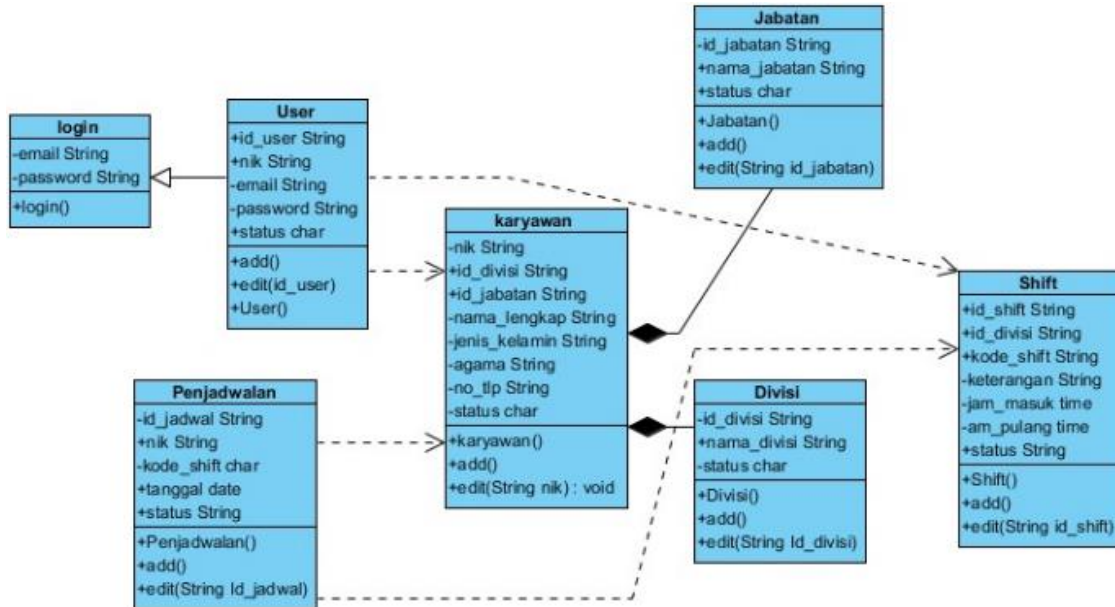 login
-email String
-password String
+login()
User
+id_user String
+nik String
-email String
-password String
+status char
+add()
+edit(id_user)
+User()
Jabatan
-id_jabatan String
+nama_jabatan String
+status char
+Jabatan()
+add()
+edit(String id_jabatan)
karyawan
-nik String
+id_divisi String
+id_jabatan String
-nama_lengkap String
-jenis_kelamin String
-agama String
-no_tlp String
-status char
+karyawan()
+add()
+edit(String nik) : void
Shift
+id_shift String
+id_divisi String
+kode_shift String
-keterangan String
-jam_masuk time
-am_pulang time
+status String
+Shift()
+add()
+edit(String id_shift)
Penjadwalan
-id_jadwal String
+nik String
-kode_shift char
+tanggal date
+status String
+Penjadwalan()
+add()
+edit(String Id_jadwal)
Divisi
-id_divisi String
+nama_divisi String
-status char
+Divisi()
+add()
+edit(String Id_divisi)